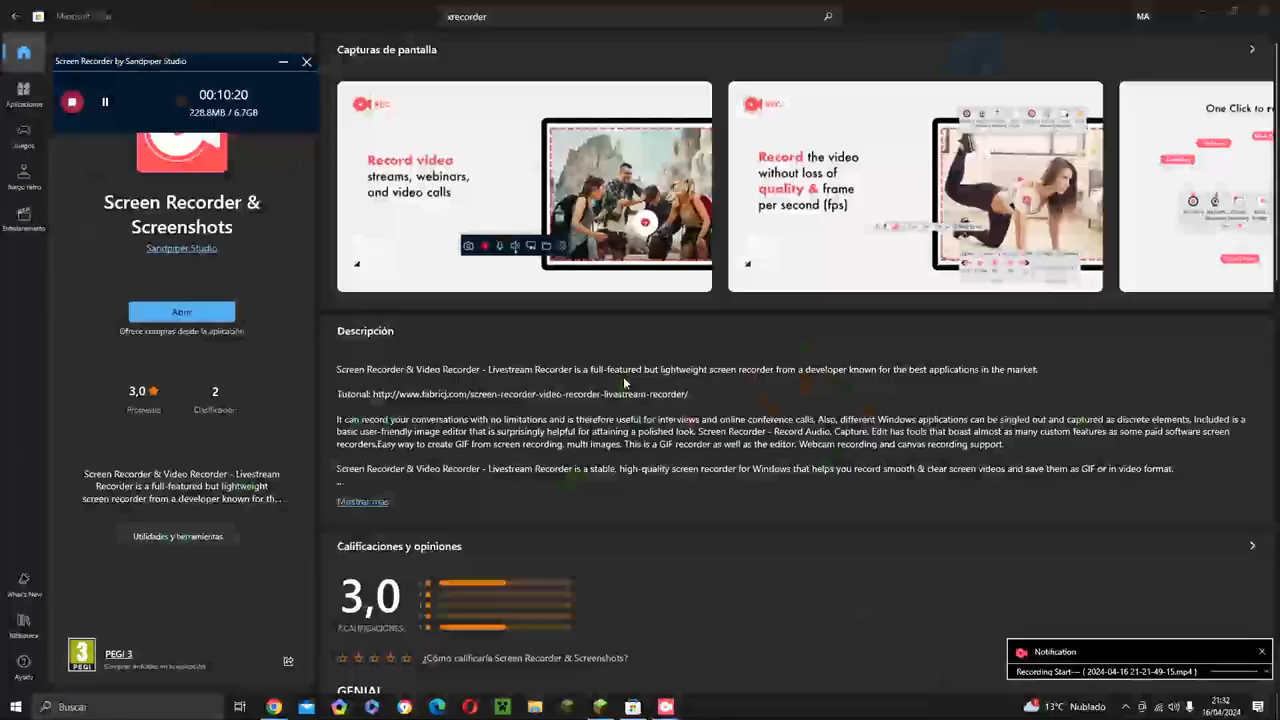 xrecorder
MA
Screen Recorder by Sandpiper Studio
00:10:20
228,8MB / 6.7GB
Screen Recorder &
Screenshots
Sandpiper Studio
Abrir
Ofrece compras desde la aplicación
3,0
2
Promedio
Utilidades y herramientas
Screen Recorder & Video Recorder - Livestream
Recorder is a full-featured but lightweight
screen recorder from a developer known for th...
3
PEGI
PEGI 3
Aplicaciones
Juegos
Entretenimiento
What's New
Biblioteca
Ayuda
Capturas de pantalla
REC
Record video
streams, webinars,
and video calls
Record the video
without loss of
quality & frame
per second (fps)
One Click to r
Descripción
Screen Recorder & Video Recorder - Livestream Recorder is a full-featured but lightweight screen recorder from a developer known for the best applications in the market.
Tutorial: http://www.fabricj.com/screen-recorder-video-recorder-livestream-recorder/
It can record your conversations with no limitations and is therefore useful for interviews and online conference calls. Also, different Windows applications can be singled out and captured as discrete elements. Included is a
basic user-friendly image editor that is surprisingly helpful for attaining a polished look. Screen Recorder - Record Audio, Capture, Edit has tools that boast almost as many custom features as some paid software screen
recorders.Easy way to create GIF from screen recording, multi images. This is a GIF recorder as well as the editor. Webcam recording and canvas recording support.
Screen Recorder & Video Recorder - Livestream Recorder is a stable, high-quality screen recorder for Windows that helps you record smooth & clear screen videos and save them as GIF or in video format.
...
Mostrar más
Calificaciones y opiniones
3,0
¿Cómo calificaría Screen Recorder & Screenshots?
GENIAL
Notification
Recording Start--- ( 2024-04-16 21-21-49-15.mp4 )
Buscar
13°C Nublado
21:32
16/04/2024